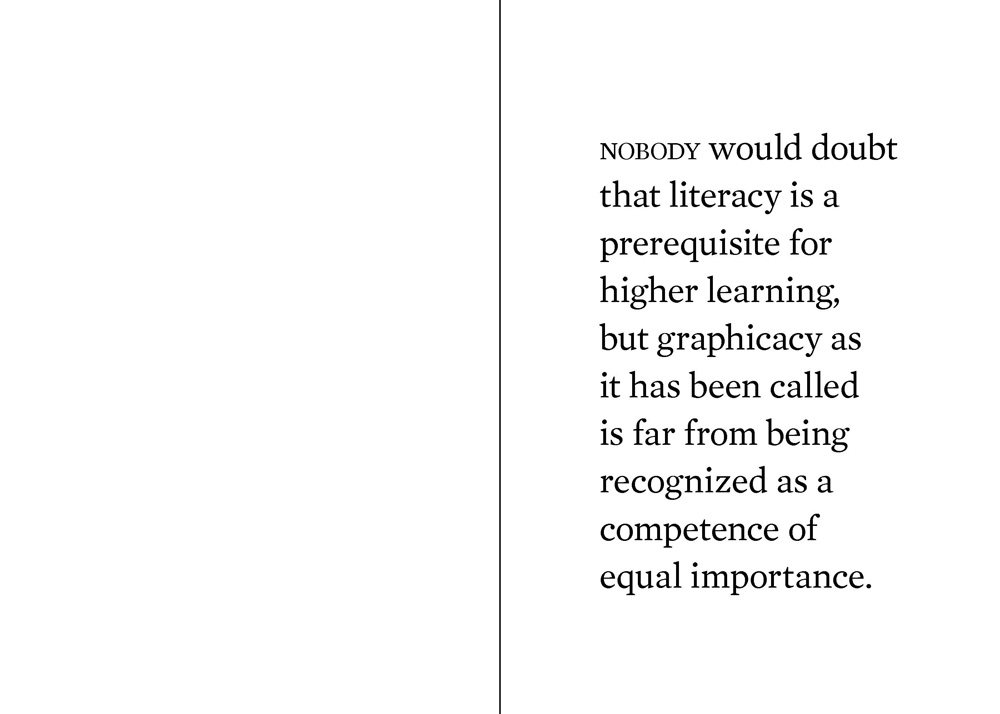 NOBODY would doubt
that literacy is a
prerequisite for
higher learning,
but graphicacy as
it has been called
is far from being
recognized as a
competence of
equal importance.